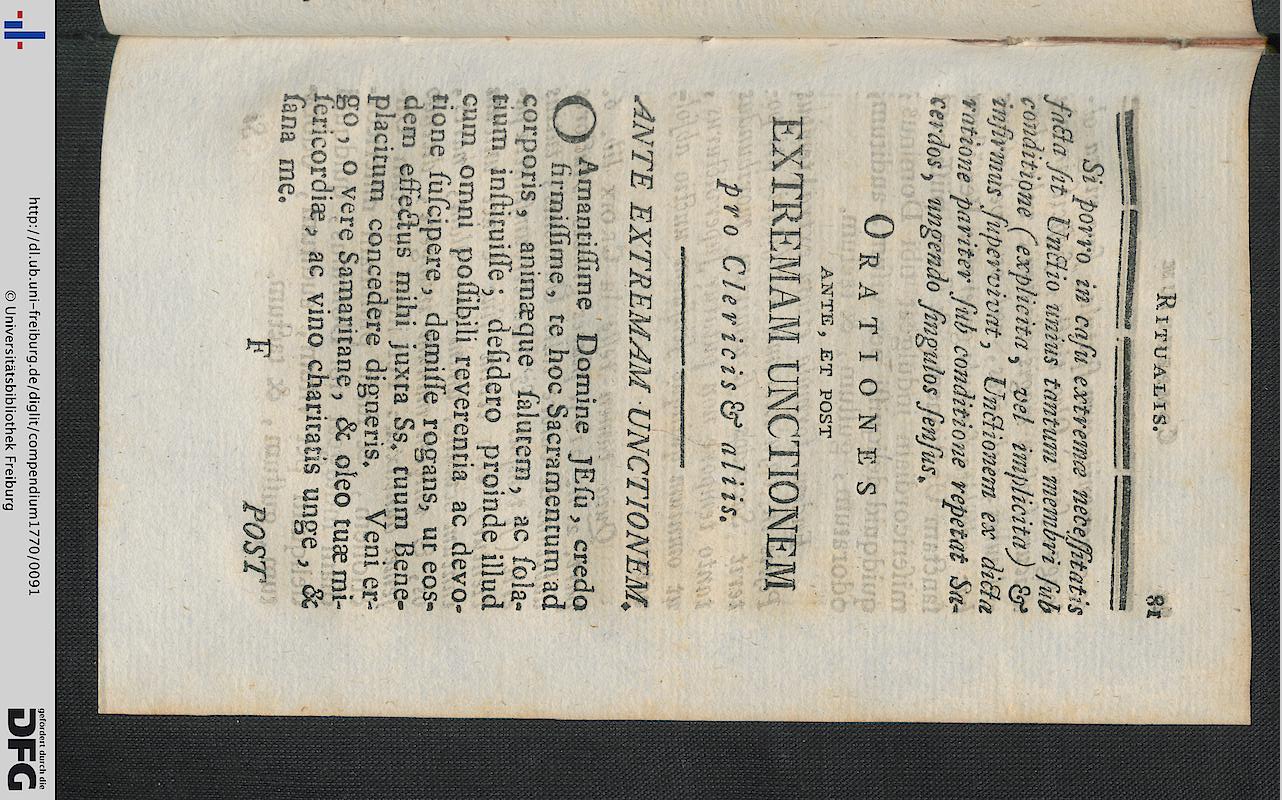 RITUALIS. 81
Si porro in casu extremæ necessitatis
facta sit Unctio unius tantum membri sub
conditione (explicita, vel implicita) &
infirmus supervivat, Unctionem ex dicta
ratione pariter sub conditione repetat Sa-
cerdos, ungendo singulos sensus.
ORATIONES
ANTE, ET POST
EXTREMAM UNCTIONEM
pro Clericis & aliis.
ANTE EXTREMAM UNCTIONEM.
O Amantissime Domine JEsu, credo
firmissime, te hoc Sacramentum ad
corporis, animæque salutem, ac sola-
tium instituisse; desidero proinde illud
cum omni possibili reverentia ac devo-
tione suscipere, demisse rogans, ut eos-
dem effectus mihi juxta Ss. tuum Bene-
placitum concedere digneris. Veni er-
go, o vere Samaritane, & oleo tuæ mi-
sericordiæ, ac vino charitatis unge, &
sana me.
F POST
http://dl.ub.uni-freiburg.de/diglit/compendium1770/0091
© Universitätsbibliothek Freiburg
gefördert durch die
DFG